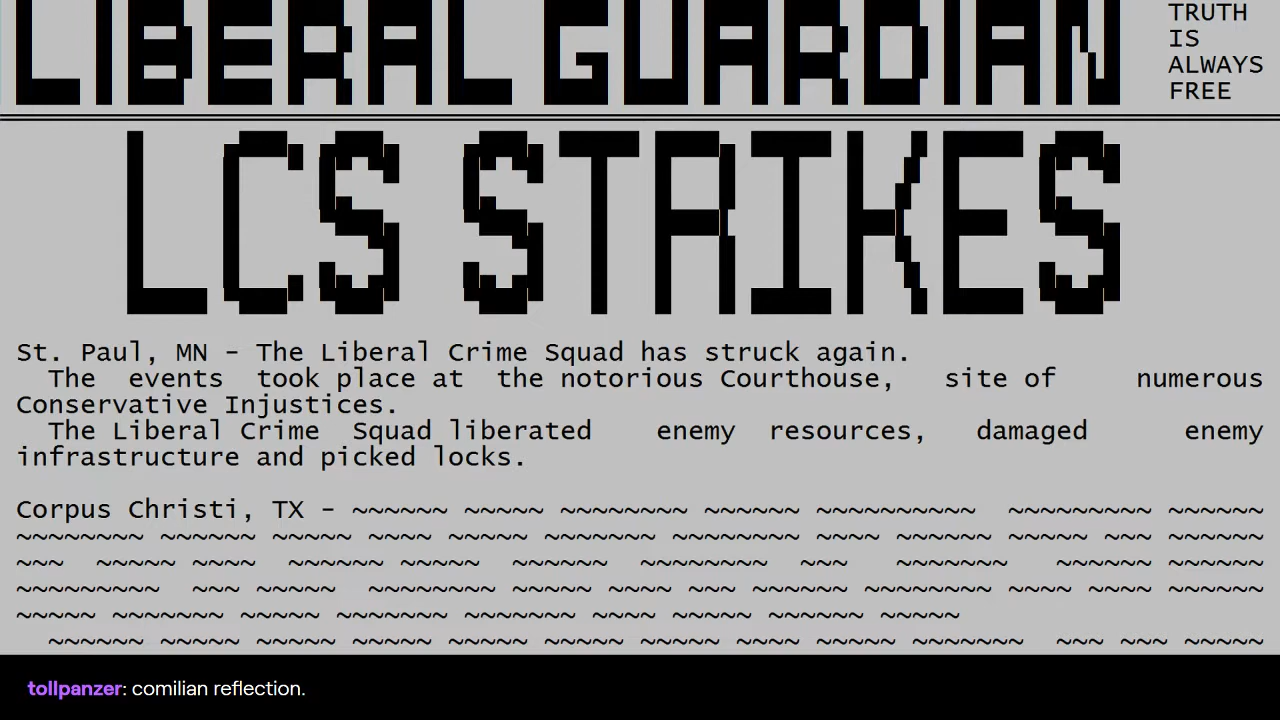 LIBERAL GUARDIAN
TRUTH
IS
ALWAYS
FREE
LCS STRIKES
St. Paul, MN - The Liberal Crime Squad has struck again.
The events took place at the notorious Courthouse, site of numerous
Conservative Injustices.
The Liberal Crime Squad liberated enemy resources, damaged enemy
infrastructure and picked locks.
Corpus Christi, TX - ~~~~~~ ~~~~~ ~~~~~~~~ ~~~~~~ ~~~~~~~~~~ ~~~~~~~~~ ~~~~~~
~~~~~~~~ ~~~~~~ ~~~~~ ~~~~ ~~~~~ ~~~~~~~ ~~~~~~~~ ~~~~ ~~~~~~ ~~~~~ ~~~ ~~~~~~
~~~ ~~~~~ ~~~~ ~~~~~~ ~~~~~ ~~~~~~ ~~~~~~~~ ~~~ ~~~~~~~ ~~~~~~ ~~~~~~
~~~~~~~~~ ~~~ ~~~~~ ~~~~~~~~ ~~~~~ ~~~~ ~~~ ~~~~~ ~~~~~~~~ ~~~~ ~~~~ ~~~~~~
~~~~~ ~~~~~~~ ~~~~~ ~~~~~~~ ~~~~~~~ ~~~~ ~~~~~ ~~~~~~ ~~~~~
~~~~~~ ~~~~~ ~~~~~ ~~~~~ ~~~~~ ~~~~~ ~~~~~ ~~~~ ~~~~~ ~~~~~~~ ~~~ ~~~ ~~~~~
tollpanzer: comilian reflection.